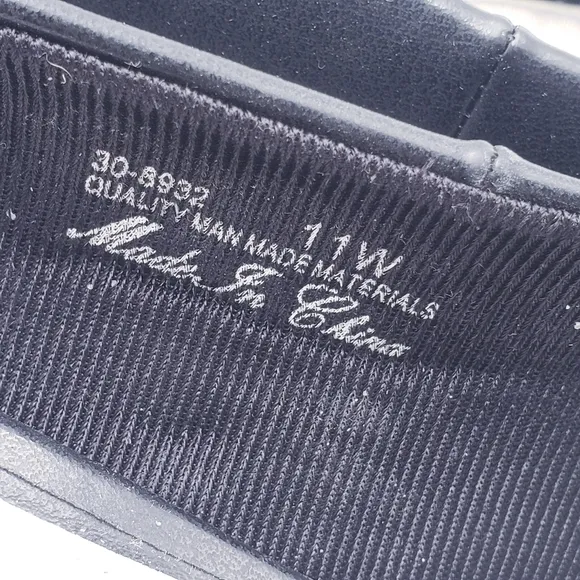 30-8932 11W
QUALITY MAN MADE MATERIALS
Made In China